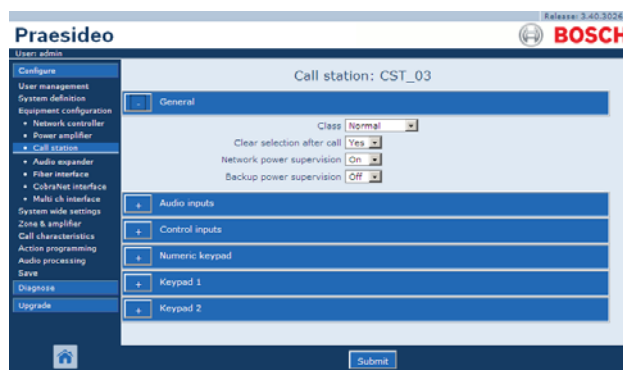 Release: 3.40.3026
Praesideo
BOSCH
User: admin
Configure
User management
System definition
Equipment configuration
• Network controller
• Power amplifier
• Call station
• Audio expander
• Fiber interface
• CobraNet interface
• Multi ch interface
System wide settings
Zone & amplifier
Call characteristics
Action programming
Audio processing
Save
Diagnose
Upgrade
Call station: CST_03
- General
Class Normal
Clear selection after call Yes
Network power supervision On
Backup power supervision Off
+ Audio inputs
+ Control inputs
+ Numeric keypad
+ Keypad 1
+ Keypad 2
Submit